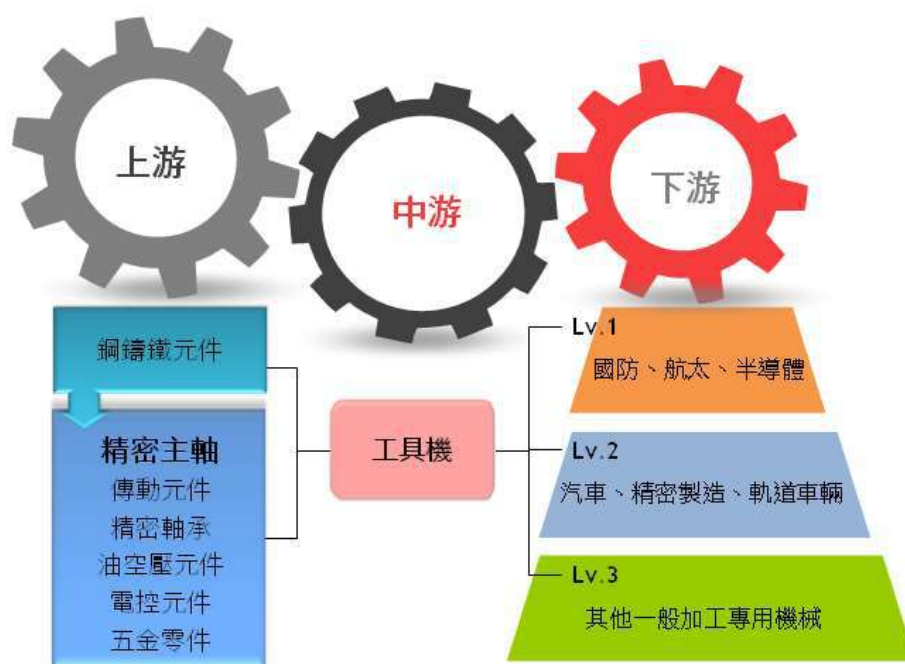 上游
中游
下游
鋼鑄鐵元件
精密主軸
傳動元件
精密軸承
油空壓元件
電控元件
五金零件
工具機
Lv.1
國防、航太、半導體
Lv.2
汽車、精密製造、軌道車輛
Lv.3
其他一般加工專用機械